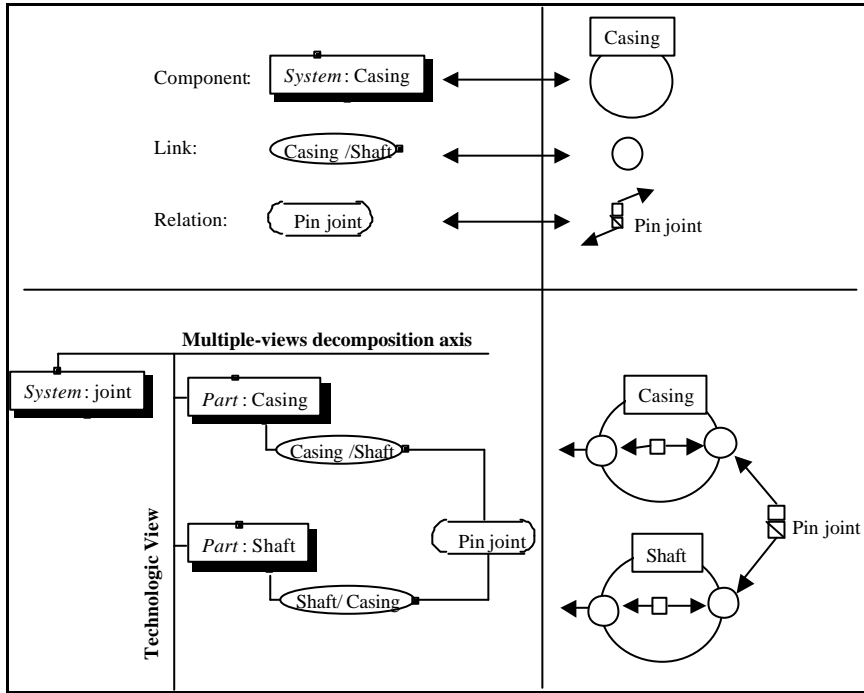 Casing
Component:
System: Casing
Link:
Casing /Shaft
Relation:
Pin joint
Pin joint
Multiple-views decomposition axis
System: joint
Part: Casing
Casing
Casing /Shaft
Technologic View
Part: Shaft
Pin joint
Pin joint
Shaft
Shaft/ Casing